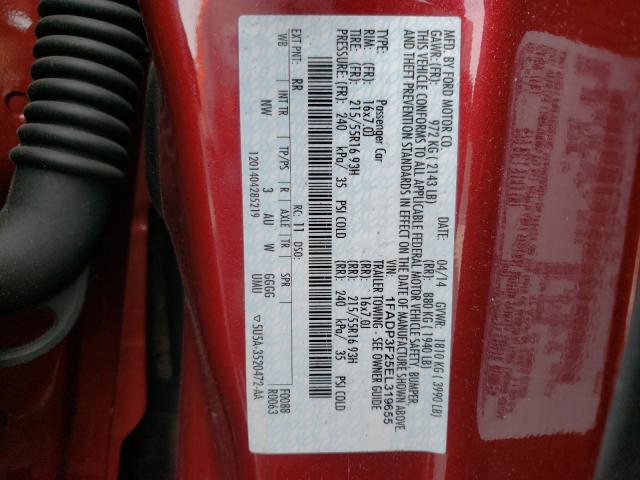 MFD. BY FORD MOTOR CO.
DATE: 04/14 GVWR: 1810 KG ( 3990 LB)
GAWR: (FR): 972 KG ( 2143 LB) (RR): 880 KG ( 1940 LB)
THIS VEHICLE CONFORMS TO ALL APPLICABLE FEDERAL MOTOR VEHICLE SAFETY, BUMPER,
AND THEFT PREVENTION STANDARDS IN EFFECT ON THE DATE OF MANUFACTURE SHOWN ABOVE.
VIN: 1FADP3F25EL319655
TYPE: Passenger Car TRAILER TOWING - SEE OWNER GUIDE
RIM: (FR): 16x7.0J (RR): 16x7.0J
TIRE: (FR): 215/55R16 93H (RR): 215/55R16 93H
PRESSURE: (FR): 240 kPa/ 35 PSI COLD (RR): 240 kPa/ 35 PSI COLD
EXT PNT: RR RC: 11 DSO: F0088
R0063
WB INT TR TP/PS R AXLE TR SPR
NW 3 AU W GGGG
UMU
1201404285219 5U5A-3520472-AA